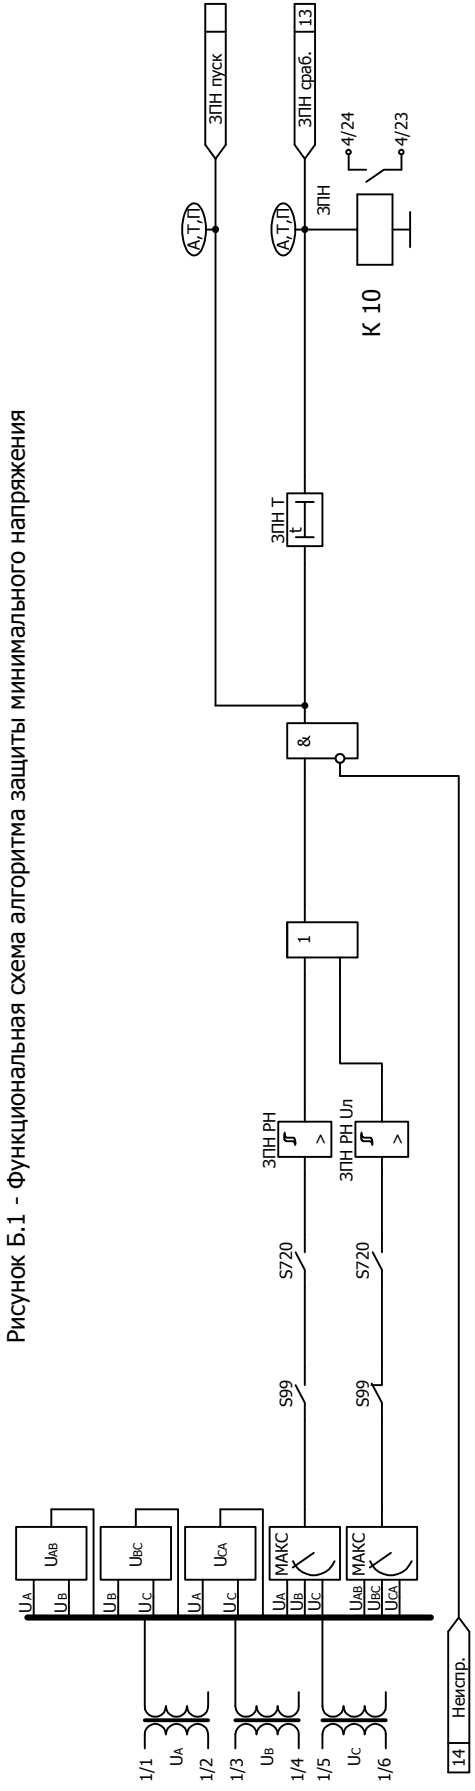 Рисунок Б.1 - Функциональная схема алгоритма защиты минимального напряжения
1/1
UA
1/2
1/3
UB
1/4
1/5
UC
1/6
UA
UB
UAB
UB
UC
UBC
UA
UC
UCA
UA
UB
UC
МАКС
UAB
UBC
UCA
МАКС
S99
S720
ЗПН РН
>
S99
S720
ЗПН РН Uл
>
1
&
ЗПН Т
t
А,Т,П
ЗПН пуск
А,Т,П
ЗПН сраб.
13
ЗПН
К 10
4/24
4/23
14
Неиспр.